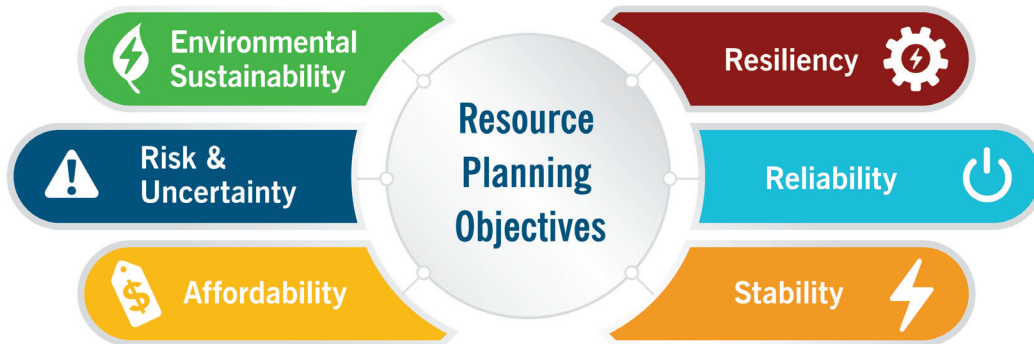 Environmental
Sustainability
Risk &
Uncertainty
Affordability
Resource
Planning
Objectives
Resiliency
Reliability
Stability